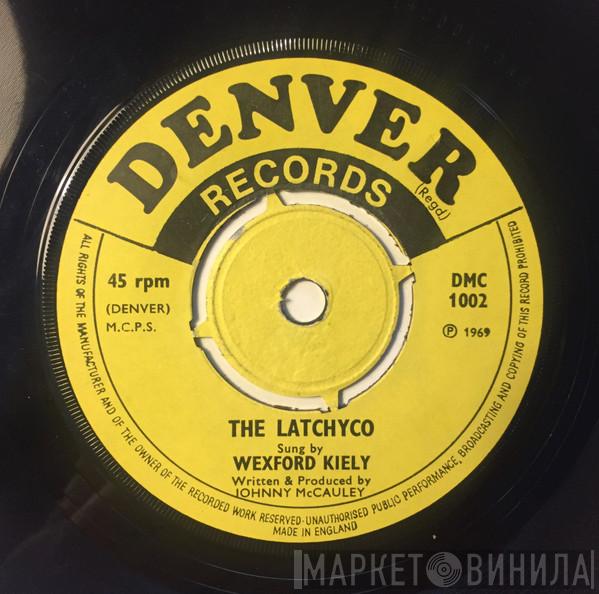 DENVER
RECORDS
(Regd)
45 rpm
(DENVER)
M.C.P.S.
DMC
1002
℗ 1969
THE LATCHYCO
Sung by
WEXFORD KIELY
Written & Produced by
JOHNNY McCAULEY
ALL RIGHTS OF THE MANUFACTURER AND OF THE OWNER OF THE RECORDED WORK RESERVED-UNAUTHORISED PUBLIC PERFORMANCE, BROADCASTING AND COPYING OF THIS RECORD PROHIBITED
MADE IN ENGLAND
МАРКЕТ ВИНИЛА